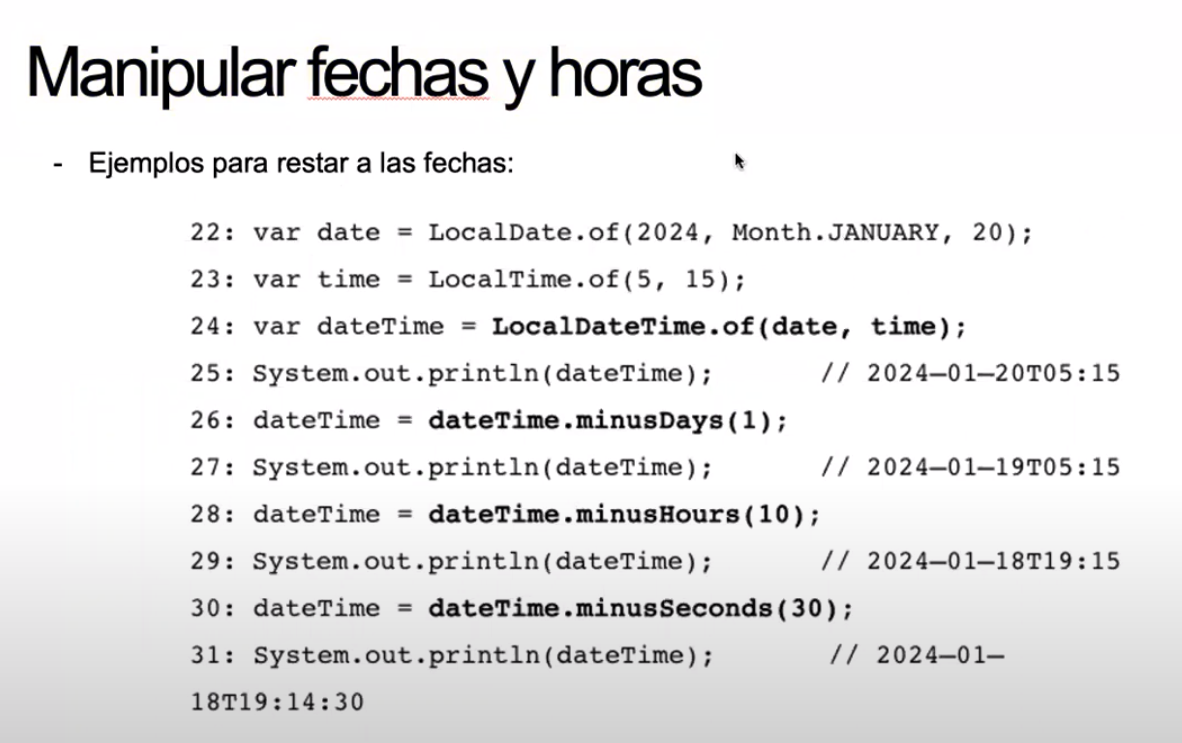 Manipular fechas y horas
- Ejemplos para restar a las fechas:
22: var date = LocalDate.of(2024, Month.JANUARY, 20);
23: var time = LocalTime.of(5, 15);
24: var dateTime = LocalDateTime.of(date, time);
25: System.out.println(dateTime); // 2024—01—20T05:15
26: dateTime = dateTime.minusDays(1);
27: System.out.println(dateTime); // 2024—01—19T05:15
28: dateTime = dateTime.minusHours(10);
29: System.out.println(dateTime); // 2024—01—18T19:15
30: dateTime = dateTime.minusSeconds(30);
31: System.out.println(dateTime); // 2024—01—
18T19:14:30